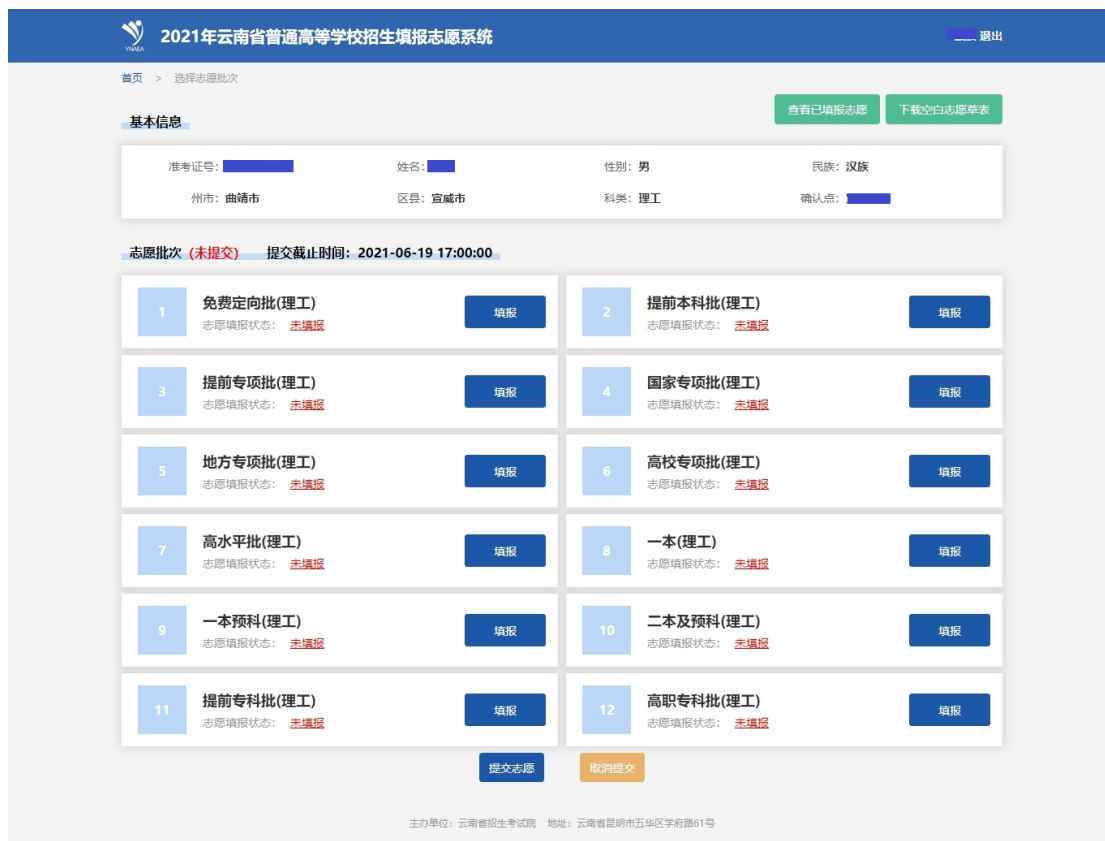 YNAEA 2021年云南省普通高等学校招生填报志愿系统 退出
首页 > 选择志愿批次
查看已填报志愿 下载空白志愿草表
基本信息
准考证号： 姓名： 性别：男 民族：汉族
州市：曲靖市 区县：宣威市 科类：理工 确认点：
志愿批次（未提交） 提交截止时间：2021-06-19 17:00:00
1 免费定向批(理工) 填报
志愿填报状态： 未填报
2 提前本科批(理工) 填报
志愿填报状态： 未填报
3 提前专项批(理工) 填报
志愿填报状态： 未填报
4 国家专项批(理工) 填报
志愿填报状态： 未填报
5 地方专项批(理工) 填报
志愿填报状态： 未填报
6 高校专项批(理工) 填报
志愿填报状态： 未填报
7 高水平批(理工) 填报
志愿填报状态： 未填报
8 一本(理工) 填报
志愿填报状态： 未填报
9 一本预科(理工) 填报
志愿填报状态： 未填报
10 二本及预科(理工) 填报
志愿填报状态： 未填报
11 提前专科批(理工) 填报
志愿填报状态： 未填报
12 高职专科批(理工) 填报
志愿填报状态： 未填报
提交志愿 取消提交
主办单位：云南省招生考试院 地址：云南省昆明市五华区学府路61号